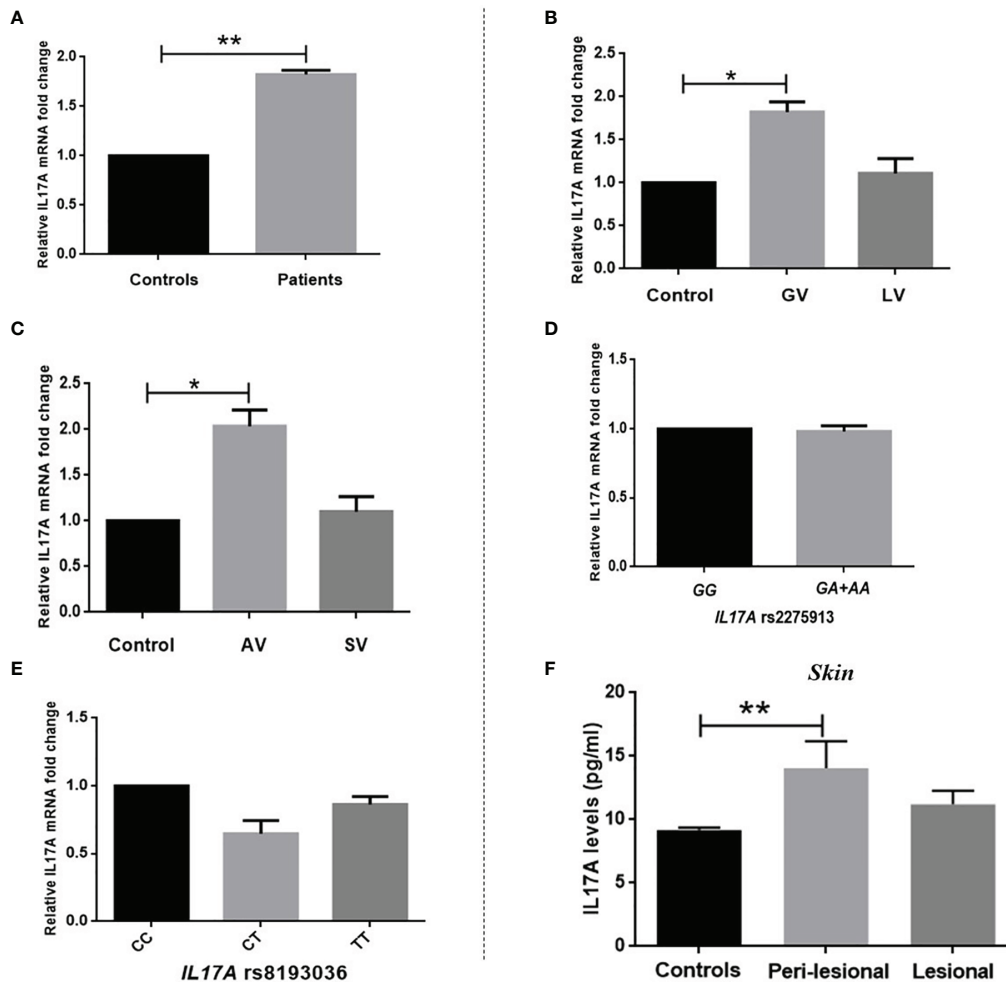 A
Relative IL17A mRNA fold change
2.0
1.5
1.0
0.5
0.0
**
Controls Patients
B
Relative IL17A mRNA fold change
2.5
2.0
1.5
1.0
0.5
0.0
*
Control GV LV
C
Relative IL17A mRNA fold change
2.5
2.0
1.5
1.0
0.5
0.0
*
Control AV SV
D
Relative IL17A mRNA fold change
1.5
1.0
0.5
0.0
GG GA+AA
IL17A rs2275913
E
Relative IL17A mRNA fold change
1.5
1.0
0.5
0.0
CC CT TT
IL17A rs8193036
F
Skin
IL17A levels (pg/ml)
20
15
10
5
0
**
Controls Peri-lesional Lesional